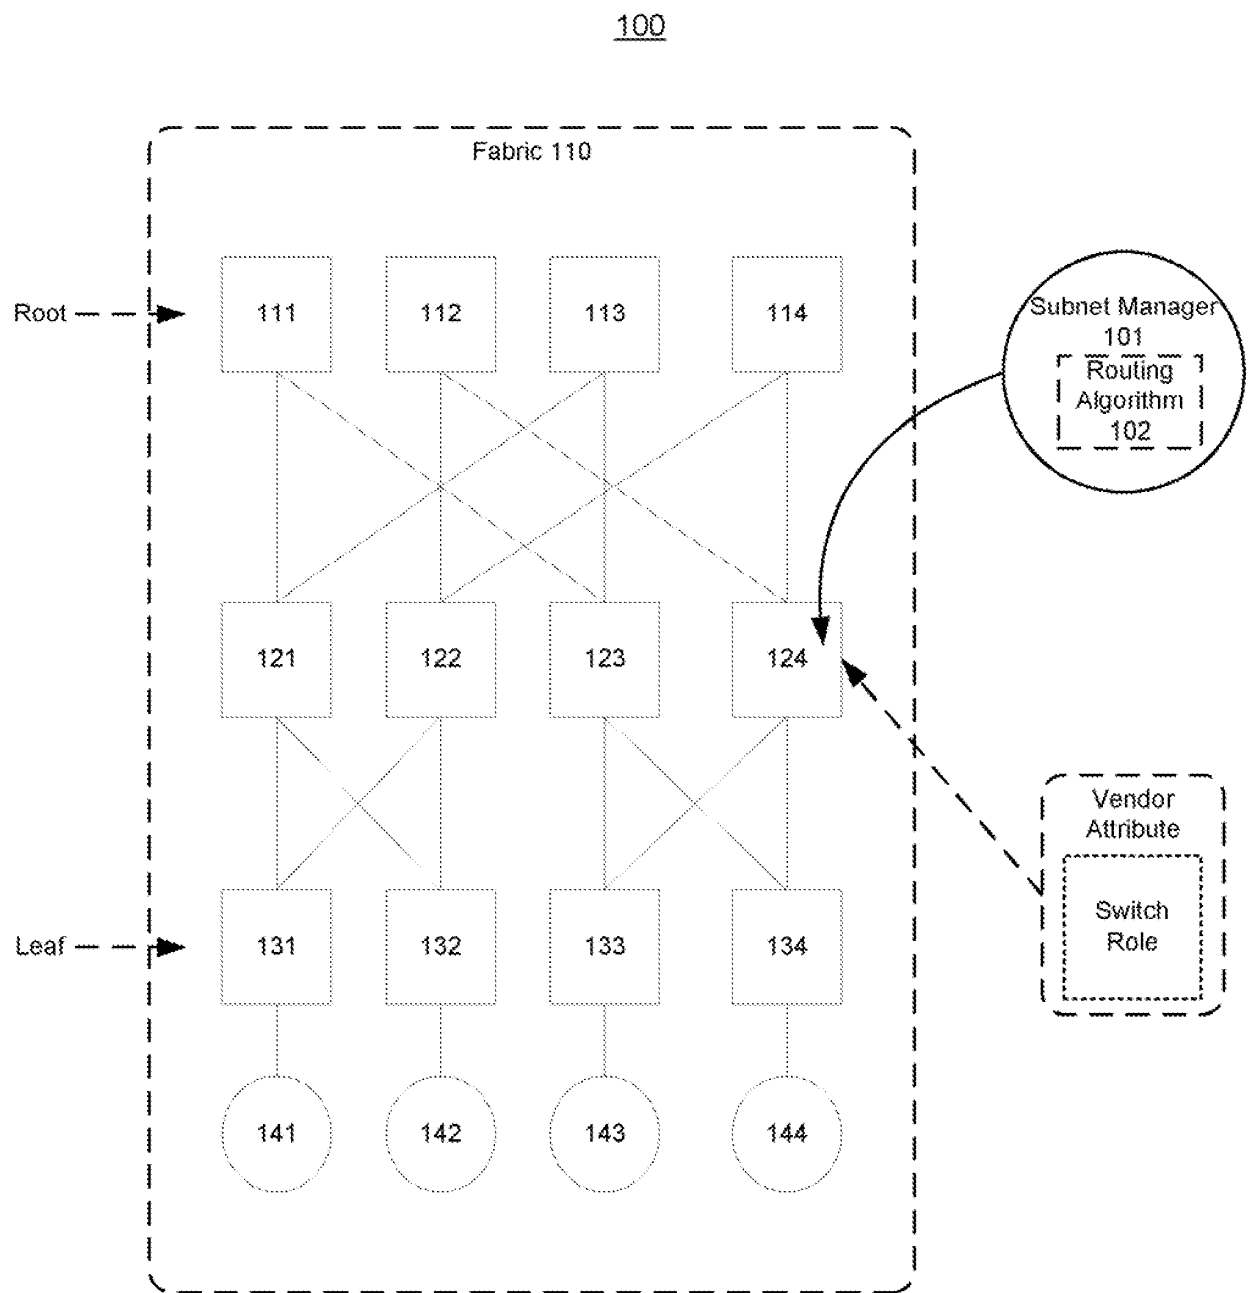 100
Fabric 110
Root
111
112
113
114
Subnet Manager
101
Routing
Algorithm
102
121
122
123
124
Vendor
Attribute
Switch
Role
Leaf
131
132
133
134
141
142
143
144